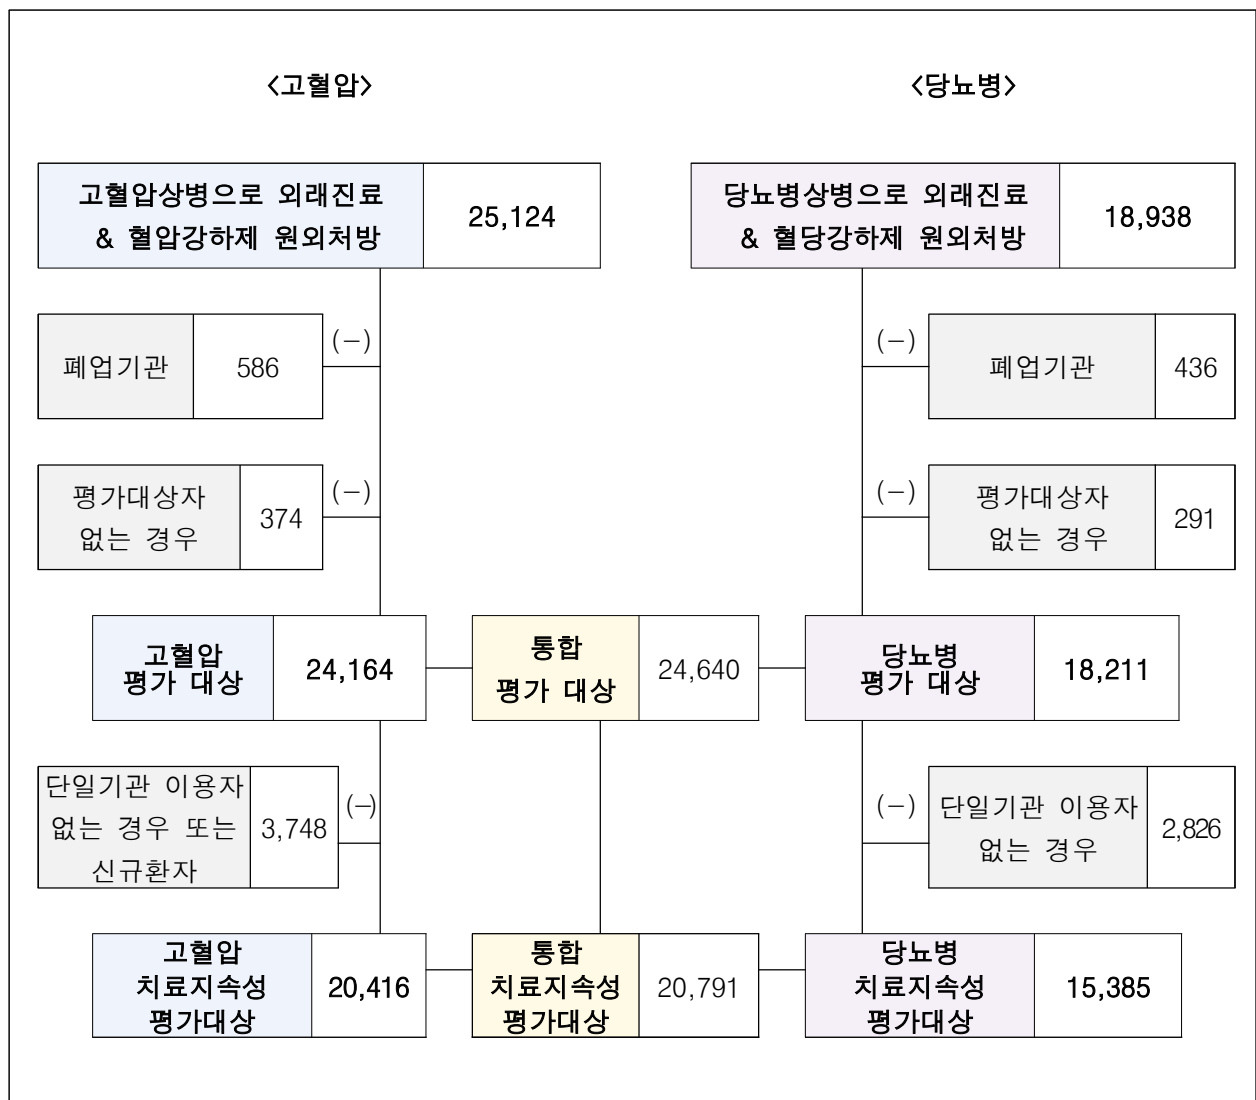 <고혈압>
<당뇨병>
고혈압상병으로 외래진료
& 혈압강하제 원외처방
25,124
당뇨병상병으로 외래진료
& 혈당강하제 원외처방
18,938
폐업기관
586
(-)
(-)
폐업기관
436
평가대상자
없는 경우
374
(-)
(-)
평가대상자
없는 경우
291
고혈압
평가 대상
24,164
통합
평가 대상
24,640
당뇨병
평가 대상
18,211
단일기관 이용자
없는 경우 또는
신규환자
3,748
(-)
(-)
단일기관 이용자
없는 경우
2,826
고혈압
치료지속성
평가대상
20,416
통합
치료지속성
평가대상
20,791
당뇨병
치료지속성
평가대상
15,385